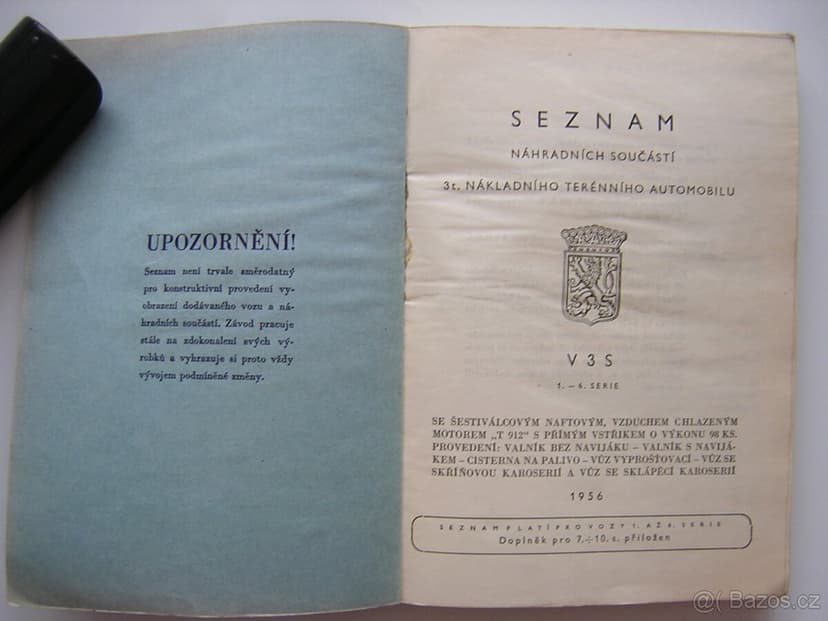 UPOZORNĚNÍ!
Seznam není trvale směrodatný
pro konstruktivní provedení vy-
obrazení dodávaného vozu a ná-
hradních součástí. Závod pracuje
stále na zdokonalení svých vý-
robků a vyhrazuje si proto vždy
vývojem podmíněné změny.
SEZNAM
NÁHRADNÍCH SOUČÁSTÍ
3t. NÁKLADNÍHO TERÉNNÍHO AUTOMOBILU
V3S
1. – 6. SERIE
SE ŠESTIVÁLCOVÝM NAFTOVÝM, VZDUCHEM CHLAZENÝM
MOTOREM „T 912“ S PŘÍMÝM VSTŘIKEM O VÝKONU 98 KS.
PROVEDENÍ: VALNÍK BEZ NAVIJÁKU – VALNÍK S NAVIJÁ-
KEM – CISTERNA NA PALIVO – VŮZ VYPROŠŤOVACÍ – VŮZ SE
SKŘÍŇOVOU KAROSERIÍ A VŮZ SE SKLÁPĚCÍ KAROSERIÍ
1956
SEZNAM PLATÍ PRO VOZY 1. AŽ 6. SERIE
Doplněk pro 7.÷10. s. přiložen
@( Bazos.cz